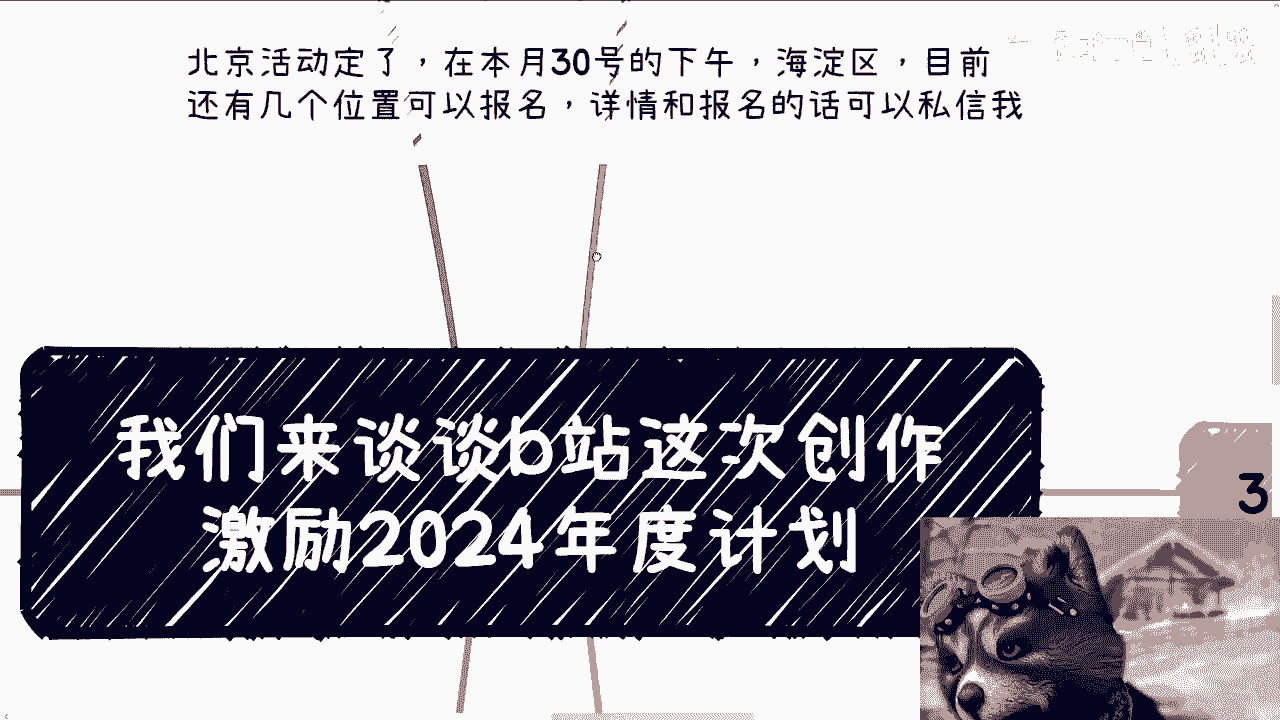 北京活动定了，在本月30号的下午，海淀区，目前
还有几个位置可以报名，详情和报名的话可以私信我
我们来谈谈b站这次创作
激励2024年度计划
3